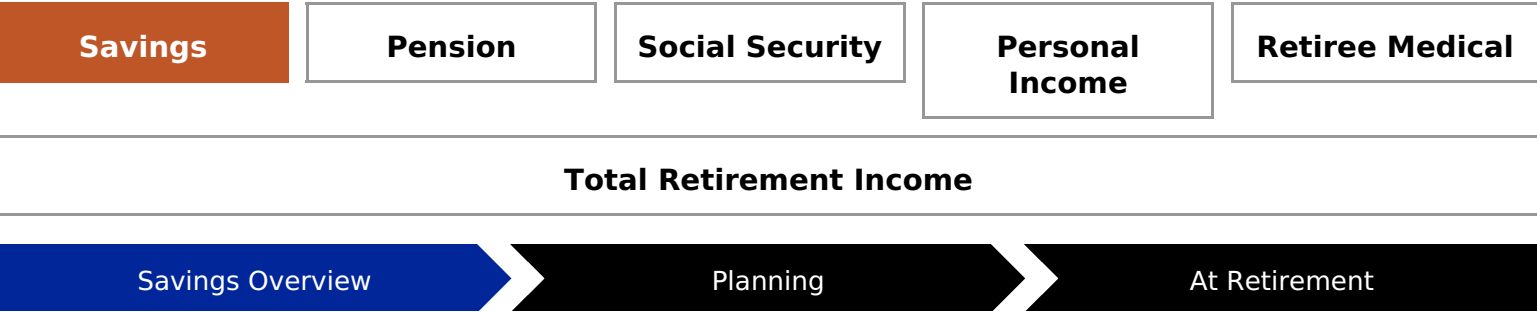 Savings
Pension
Social Security
Personal
Income
Retiree Medical
Total Retirement Income
Savings Overview
Planning
At Retirement